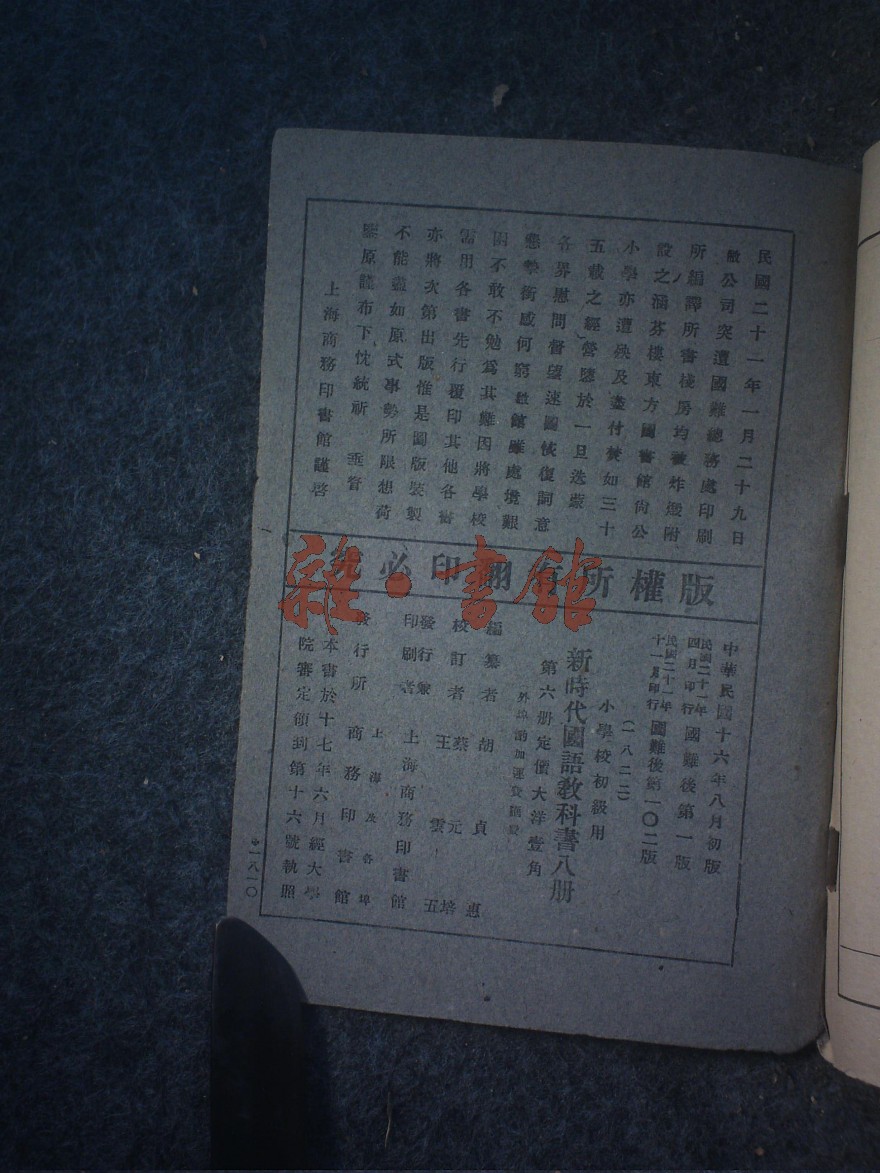 民國二十一年一月二十九日
敝公司突遭國難總務處印刷
所編譯所書棧房均被炸燬附
設之涵芬樓東方圖書館尚公
小學亦遭殃及盡付焚如三十
五載之經營隳於一旦迭蒙
各界慰問督望速圖恢復詞意
懇摯銜感何窮敝館雖處境艱
困不敢不勉爲其難因將學校
需用各書先行覆印其他各書
亦將次第出版惟是圖版裝製
不能盡如原式事勢所限想荷
鑒原謹布下忱統祈 垂詧
上海商務印書館謹啓
版權所有翻印必究
中華民國十六年八月初版
民國二十一年四月印行 國難後第一版
民國二十一年十一月印行 國難後第一〇二版
(一八二二)
小學校初級用
新時代國語教科書八册
第六册定價大洋壹角
(外埠酌加運費匯費)
編纂者 胡貞惠
校訂者 蔡元培 王雲五
發行兼印刷者 上海商務印書館
發行所 上海及各埠 商務印書館
本書於十七年六月經大學
院審定領到第十六號執照
一八一〇
雜·書館